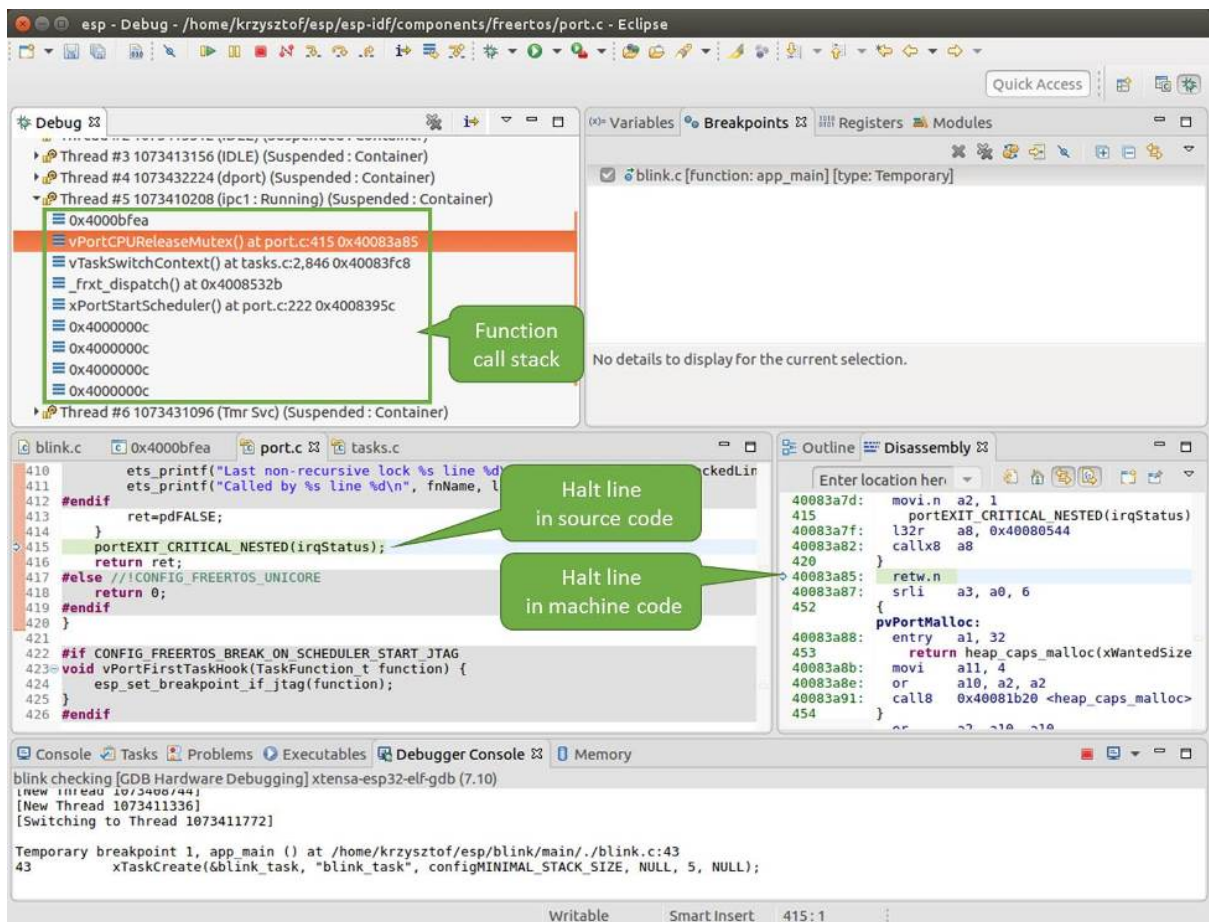 esp - Debug - /home/krzysztof/esp/esp-idf/components/freertos/port.c - Eclipse
Quick Access
Debug
Thread #3 1073413156 (IDLE) (Suspended : Container)
Thread #4 1073432224 (dport) (Suspended : Container)
Thread #5 1073410208 (ipc1 : Running) (Suspended : Container)
0x4000bfea
vPortCPUReleaseMutex() at port.c:415 0x40083a85
vTaskSwitchContext() at tasks.c:2,846 0x40083fc8
_frxt_dispatch() at 0x4008532b
xPortStartScheduler() at port.c:222 0x4008395c
0x4000000c
0x4000000c
0x4000000c
0x4000000c
Thread #6 1073431096 (Tmr Svc) (Suspended : Container)
Function
call stack
(x)= Variables Breakpoints Registers Modules
blink.c [function: app_main] [type: Temporary]
No details to display for the current selection.
blink.c 0x4000bfea port.c tasks.c
410 ets_printf("Last non-recursive lock %s line %d ckedLin
411 ets_printf("Called by %s line %d\n", fnName, l
412 #endif
413 ret=pdFALSE;
414 }
415 portEXIT_CRITICAL_NESTED(irqStatus);
416 return ret;
417 #else //!CONFIG_FREERTOS_UNICORE
418 return 0;
419 #endif
420 }
421
422 #if CONFIG_FREERTOS_BREAK_ON_SCHEDULER_START_JTAG
423 void vPortFirstTaskHook(TaskFunction_t function) {
424 esp_set_breakpoint_if_jtag(function);
425 }
426 #endif
Halt line
in source code
Halt line
in machine code
Outline Disassembly
Enter location her
40083a7d: movi.n a2, 1
415 portEXIT_CRITICAL_NESTED(irqStatus)
40083a7f: l32r a8, 0x40080544
40083a82: callx8 a8
420 }
40083a85: retw.n
40083a87: srli a3, a0, 6
452 {
pvPortMalloc:
40083a88: entry a1, 32
453 return heap_caps_malloc(xWantedSize
40083a8b: movi a11, 4
40083a8e: or a10, a2, a2
40083a91: call8 0x40081b20 <heap_caps_malloc>
454 }
Console Tasks Problems Executables Debugger Console Memory
blink checking [GDB Hardware Debugging] xtensa-esp32-elf-gdb (7.10)
[New Thread 1073408744]
[New Thread 1073411336]
[Switching to Thread 1073411772]
Temporary breakpoint 1, app_main () at /home/krzysztof/esp/blink/main/./blink.c:43
43 xTaskCreate(&blink_task, "blink_task", configMINIMAL_STACK_SIZE, NULL, 5, NULL);
Writable Smart Insert 415 : 1